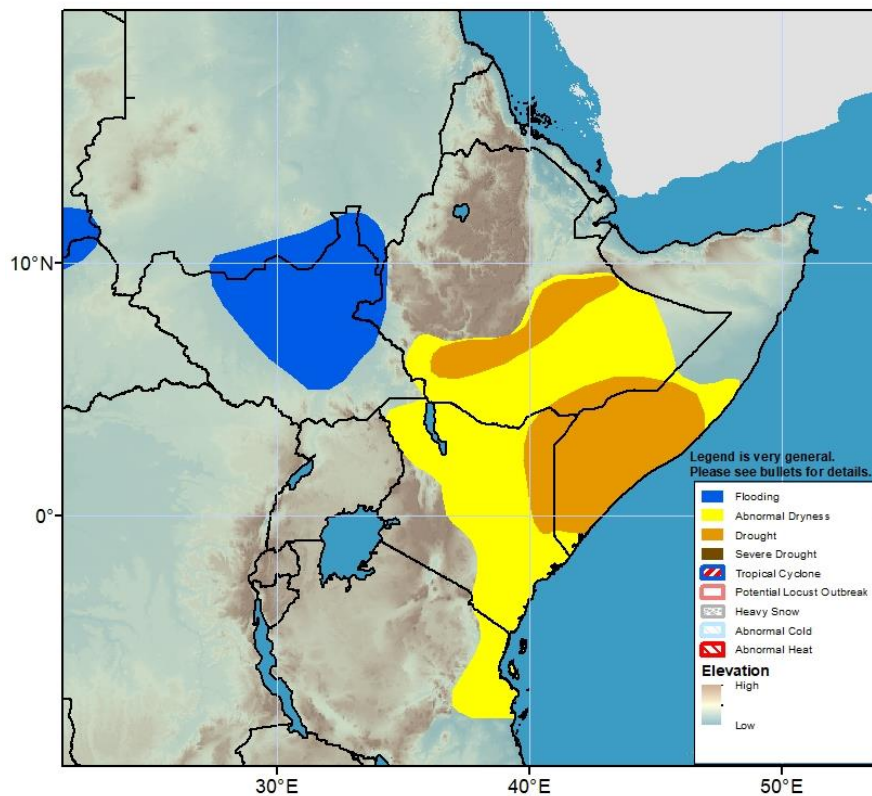 10°N
0°
Legend is very general.
Please see bullets for details.
Flooding
Abnormal Dryness
Drought
Severe Drought
Tropical Cyclone
Potential Locust Outbreak
Heavy Snow
Abnormal Cold
Abnormal Heat
Elevation
High
Low
30°E 40°E 50°E